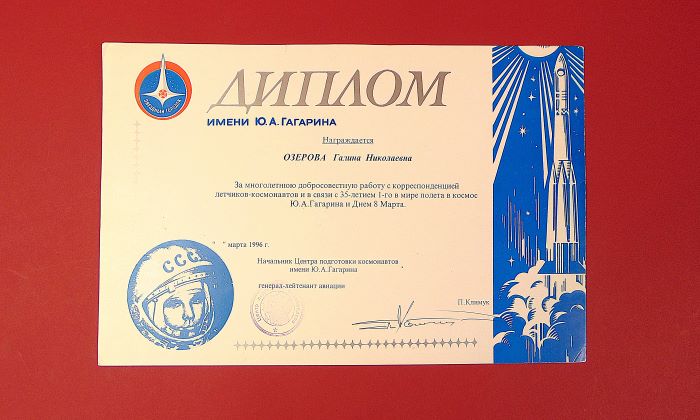 ЗВЕЗДНЫЙ ГОРОДОК
ДИПЛОМ
ИМЕНИ Ю.А.ГАГАРИНА
Награждается
ОЗЕРОВА Галина Николаевна
За многолетнюю добросовестную работу с корреспонденцией
летчиков-космонавтов и в связи с 35-летием 1-го в мире полета в космос
Ю.А.Гагарина и Днем 8 Марта.
" " марта 1996 г.
Начальник Центра подготовки космонавтов
имени Ю.А.Гагарина
генерал-лейтенант авиации
П.Климук
СССР